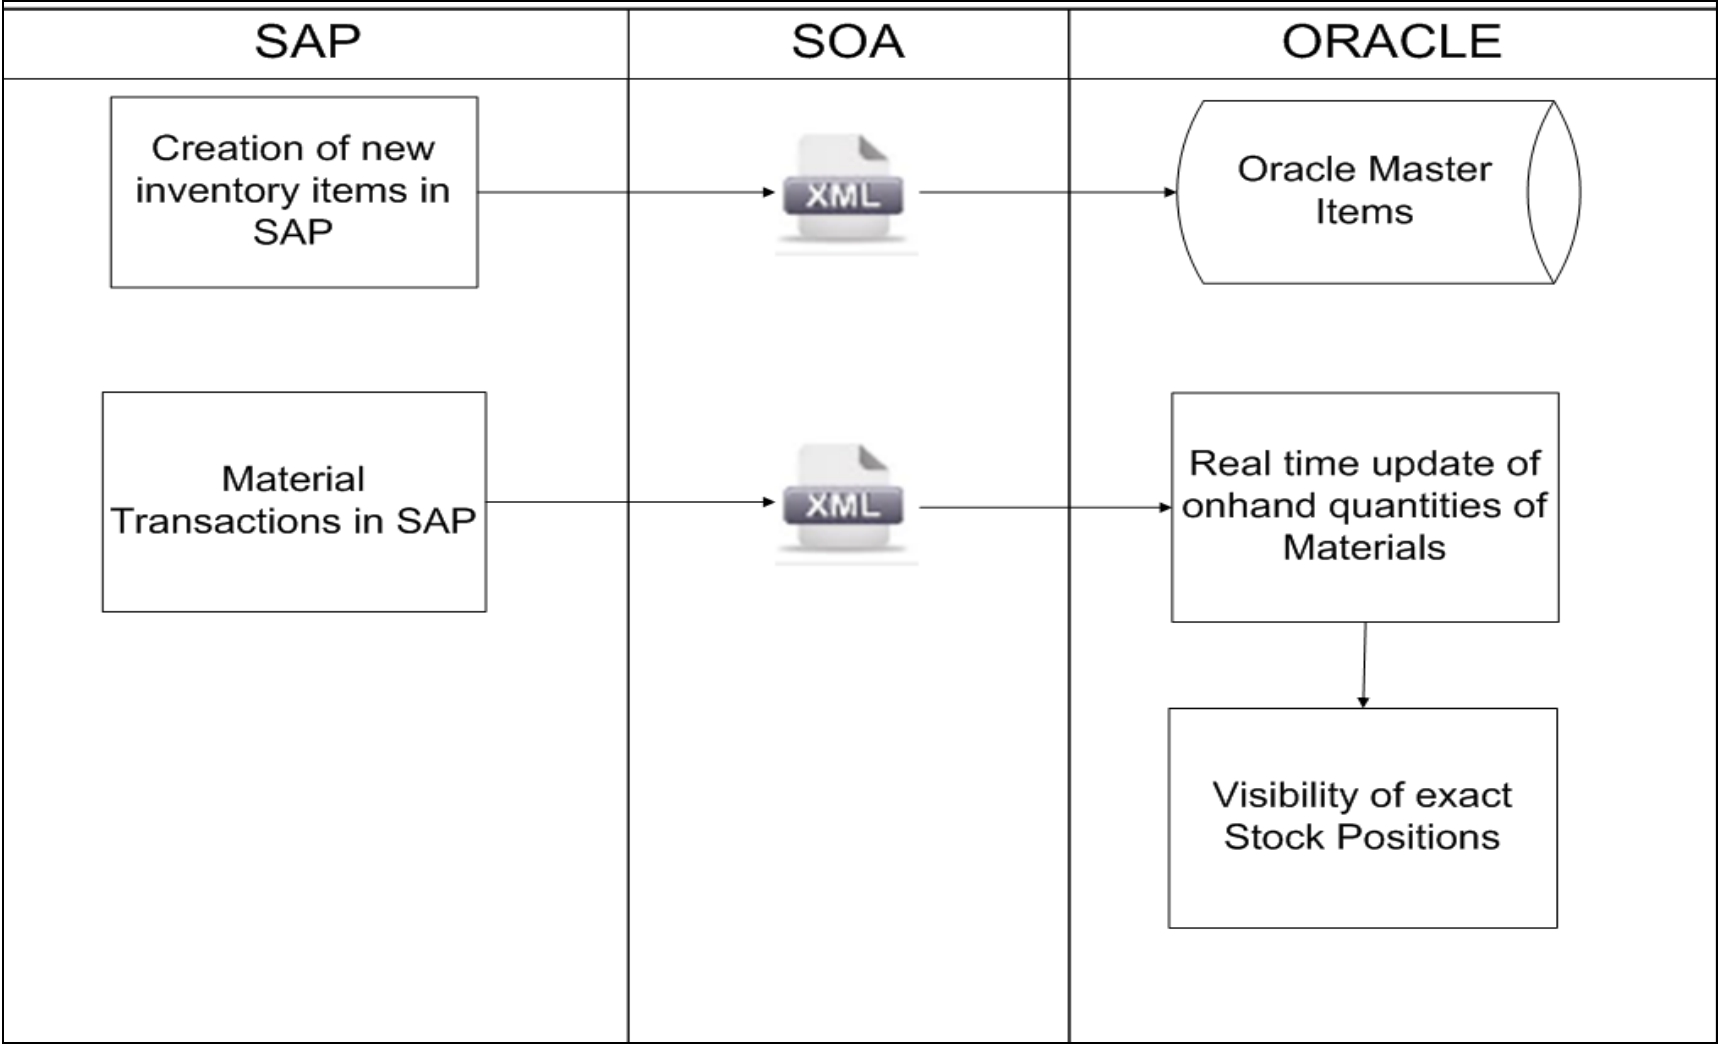 SAP
SOA
ORACLE
Creation of new
inventory items in
SAP
XML
Oracle Master
Items
Material
Transactions in SAP
XML
Real time update of
onhand quantities of
Materials
Visibility of exact
Stock Positions